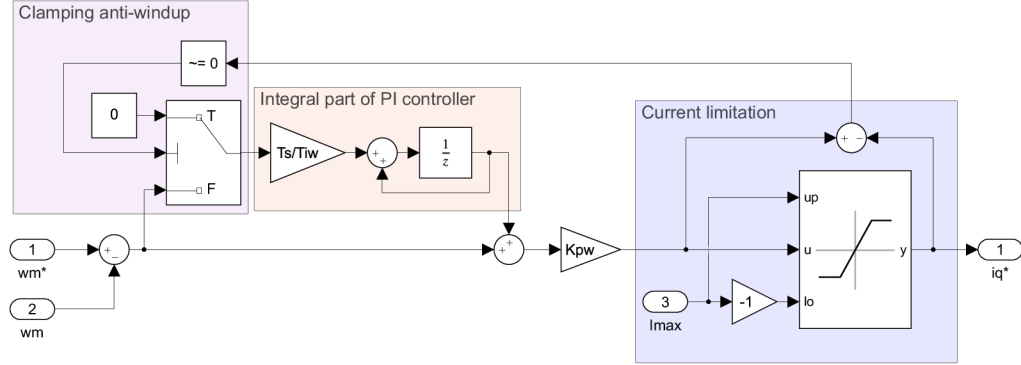 Clamping anti-windup
~= 0
Integral part of PI controller
0
T
Current limitation
Ts/Tiw
+
+
1
z
+ −
F
up
1
wm*
+
−
+
+
Kpw
u
y
1
iq*
2
wm
3
Imax
-1
lo